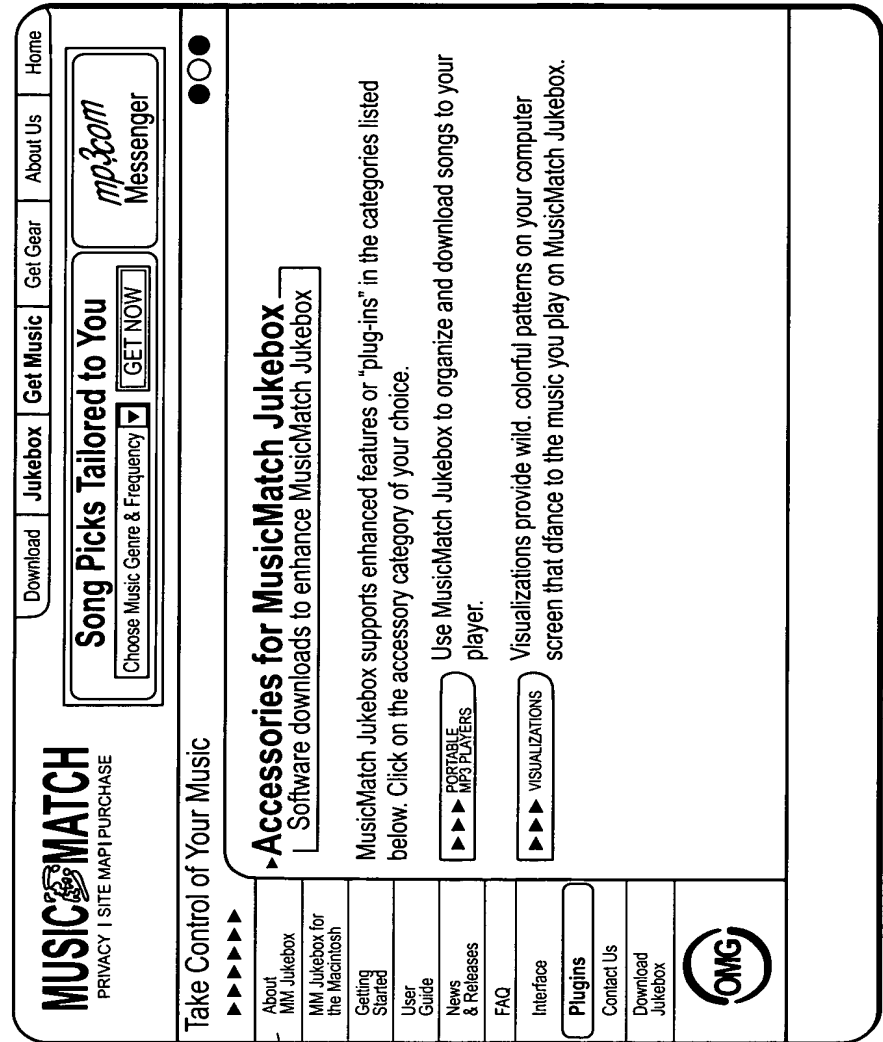 Download
Jukebox
Get Music
Get Gear
About Us
Home
MUSIC MATCH
PRIVACY I SITE MAPI PURCHASE
Song Picks Tailored to You
Choose Music Genre & Frequency
GET NOW
mp3.com
Messenger
Take Control of Your Music
About
MM Jukebox
MM Jukebox for
the Macintosh
Getting
Started
User
Guide
News
& Releases
FAQ
Interface
Plugins
Contact Us
Download
Jukebox
OMG
Accessories for MusicMatch Jukebox
Software downloads to enhance MusicMatch Jukebox
MusicMatch Jukebox supports enhanced features or “plug-ins” in the categories listed
below. Click on the accessory category of your choice.
PORTABLE
MP3 PLAYERS
Use MusicMatch Jukebox to organize and download songs to your
player.
VISUALIZATIONS
Visualizations provide wild. colorful patterns on your computer
screen that dfance to the music you play on MusicMatch Jukebox.